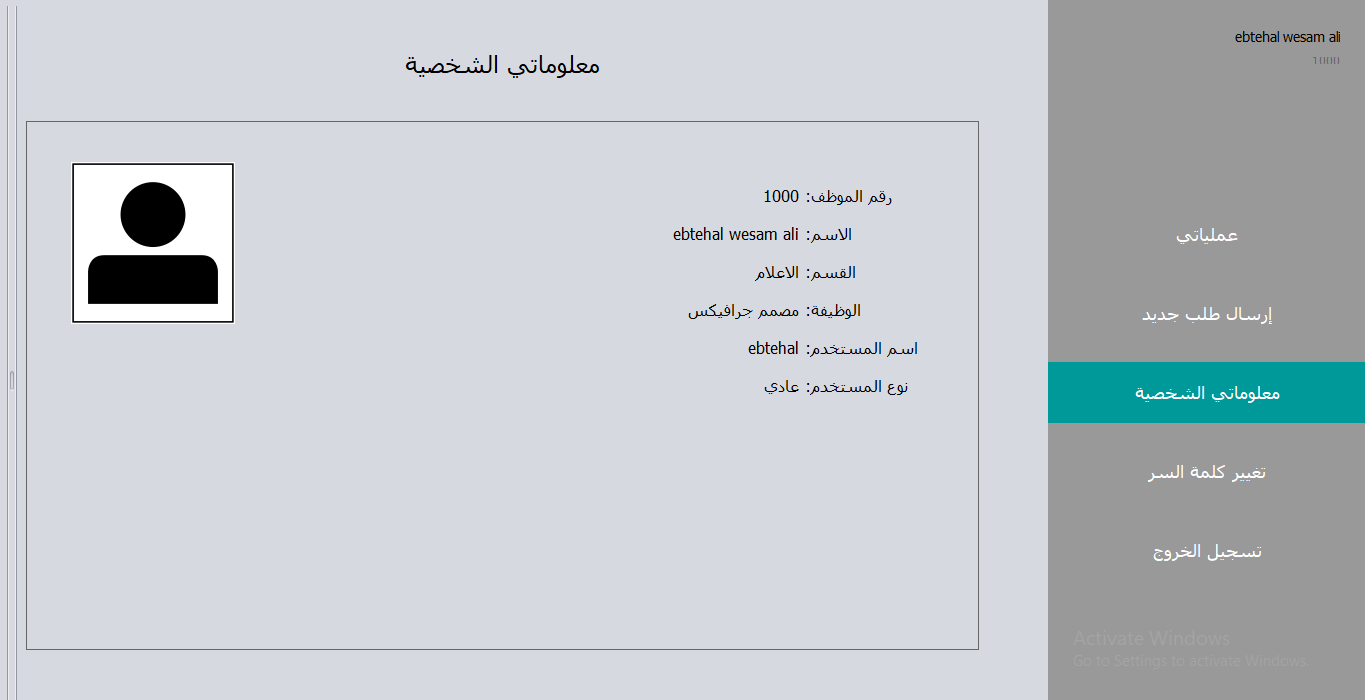 ebtehal wesam ali
1000
معلوماتي الشخصية
رقم الموظف: 1000
الاسم: ebtehal wesam ali
القسم: الاعلام
الوظيفة: مصمم جرافيكس
اسم المستخدم: ebtehal
نوع المستخدم: عادي
عملياتي
إرسال طلب جديد
معلوماتي الشخصية
تغيير كلمة السر
تسجيل الخروج
Activate Windows
Go to Settings to activate Windows.